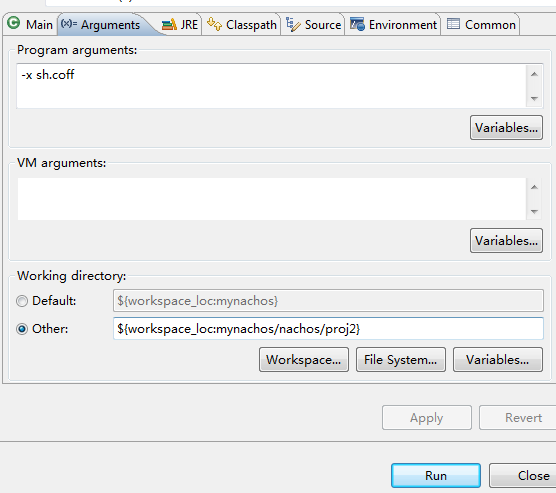 Main (x)= Arguments JRE Classpath Source Environment Common
Program arguments:
-x sh.coff
Variables...
VM arguments:
Variables...
Working directory:
Default: ${workspace_loc:mynachos}
Other: ${workspace_loc:mynachos/nachos/proj2}
Workspace... File System... Variables...
Apply Revert
Run Close